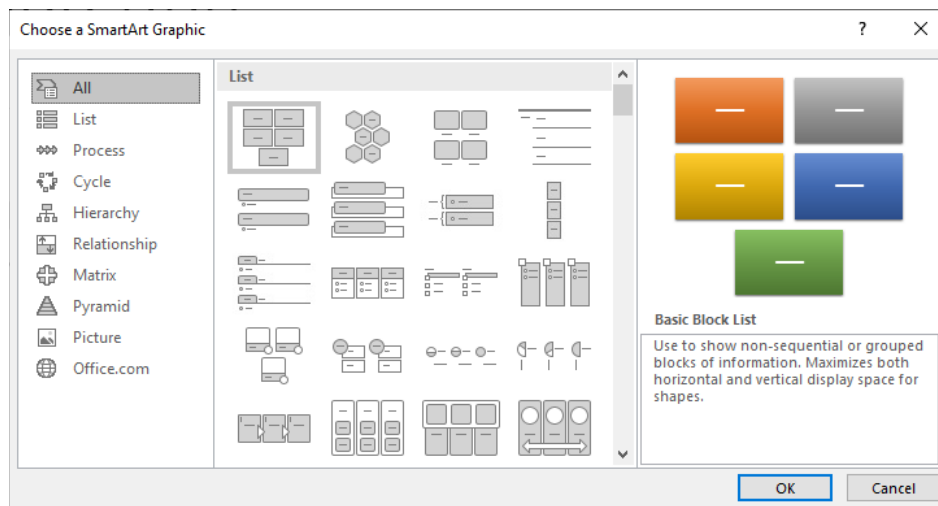 Choose a SmartArt Graphic
?
All
List
Process
Cycle
Hierarchy
Relationship
Matrix
Pyramid
Picture
Office.com
List
Basic Block List
Use to show non-sequential or grouped
blocks of information. Maximizes both
horizontal and vertical display space for
shapes.
OK
Cancel